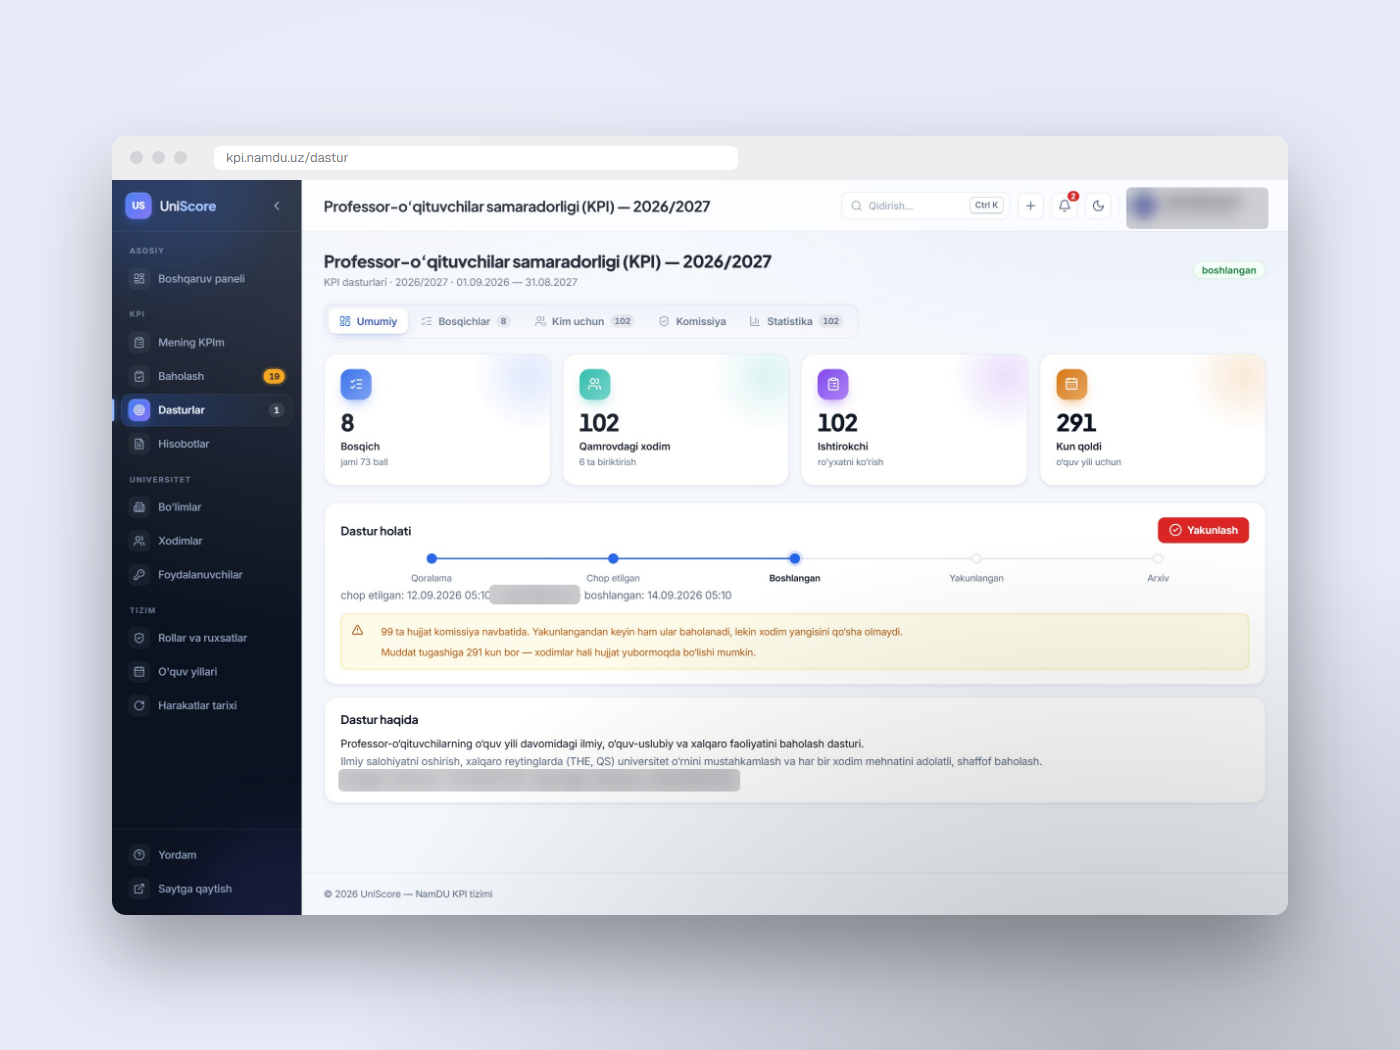 kpi.namdu.uz/dastur
US UniScore
ASOSIY
Boshqaruv paneli
KPI
Mening KPIm
Baholash 19
Dasturlar 1
Hisobotlar
UNIVERSITET
Bo'limlar
Xodimlar
Foydalanuvchilar
TIZIM
Rollar va ruxsatlar
O'quv yillari
Harakatlar tarixi
Yordam
Saytga qaytish
Professor-o‘qituvchilar samaradorligi (KPI) — 2026/2027
Qidirish... Ctrl K
2
Professor-o‘qituvchilar samaradorligi (KPI) — 2026/2027
KPI dasturlari · 2026/2027 · 01.09.2026 — 31.08.2027
boshlangan
Umumiy Bosqichlar 8 Kim uchun 102 Komissiya Statistika 102
8
Bosqich
jami 73 ball
102
Qamrovdagi xodim
6 ta biriktirish
102
Ishtirokchi
ro‘yxatni ko‘rish
291
Kun qoldi
o‘quv yili uchun
Dastur holati
Yakunlash
Qoralama Chop etilgan Boshlangan Yakunlangan Arxiv
chop etilgan: 12.09.2026 05:10 boshlangan: 14.09.2026 05:10
99 ta hujjat komissiya navbatida. Yakunlangandan keyin ham ular baholanadi, lekin xodim yangisini qo‘sha olmaydi.
Muddat tugashiga 291 kun bor — xodimlar hali hujjat yubormoqda bo‘lishi mumkin.
Dastur haqida
Professor-o‘qituvchilarning o‘quv yili davomidagi ilmiy, o‘quv-uslubiy va xalqaro faoliyatini baholash dasturi.
Ilmiy salohiyatni oshirish, xalqaro reytinglarda (THE, QS) universitet o‘rnini mustahkamlash va har bir xodim mehnatini adolatli, shaffof baholash.
© 2026 UniScore — NamDU KPI tizimi